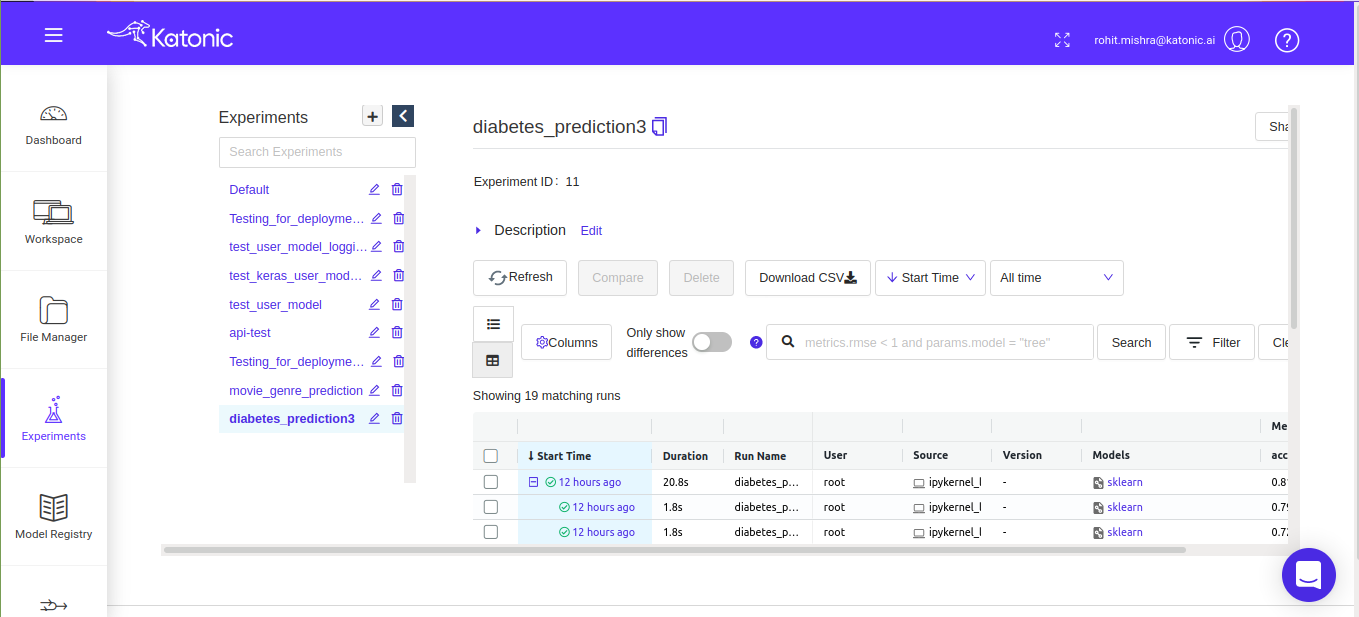 Katonic
rohit.mishra@katonic.ai
?
Dashboard
Workspace
File Manager
Experiments
Model Registry
Experiments
+
Search Experiments
Default
Testing_for_deployme...
test_user_model_loggi...
test_keras_user_mod...
test_user_model
api-test
Testing_for_deployme...
movie_genre_prediction
diabetes_prediction3
diabetes_prediction3
Sha
Experiment ID: 11
Description Edit
Refresh Compare Delete Download CSV Start Time All time
Columns Only show differences ? metrics.rmse < 1 and params.model = "tree" Search Filter Cle
Showing 19 matching runs
Me
Start Time Duration Run Name User Source Version Models acc
12 hours ago 20.8s diabetes_p... root ipykernel_l - sklearn 0.81
12 hours ago 1.8s diabetes_p... root ipykernel_l - sklearn 0.79
12 hours ago 1.8s diabetes_p... root ipykernel_l - sklearn 0.72